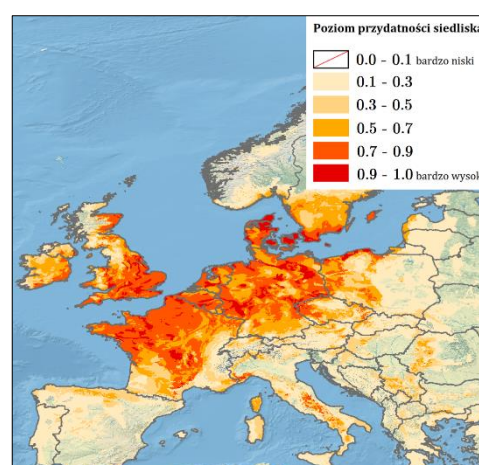 Poziom przydatności siedliska
0.0 - 0.1 bardzo niski
0.1 - 0.3
0.3 - 0.5
0.5 - 0.7
0.7 - 0.9
0.9 - 1.0 bardzo wysok